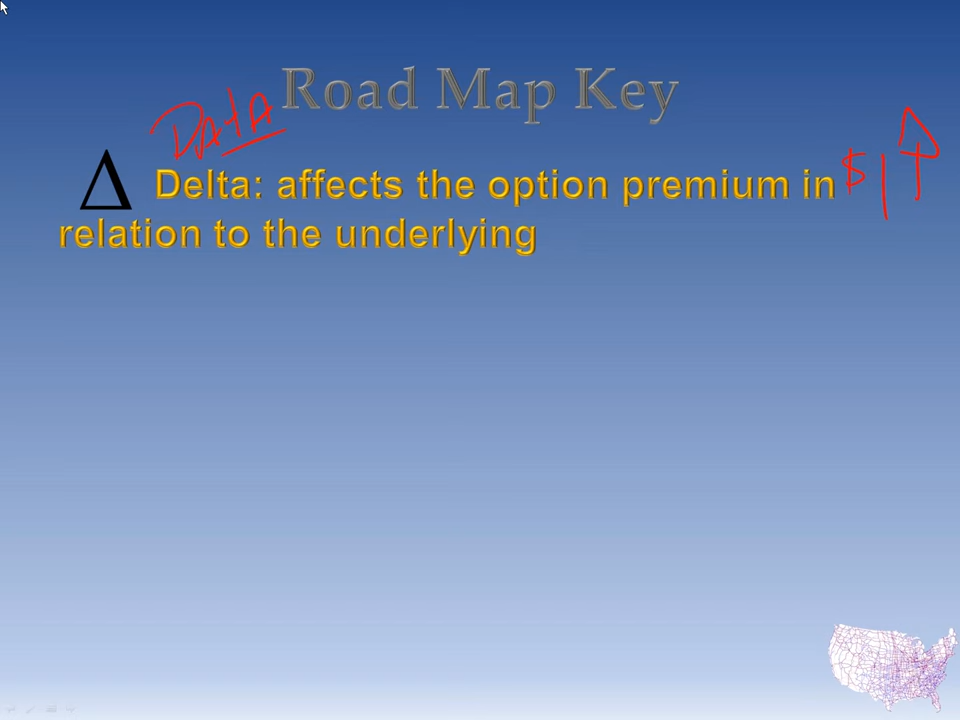 Road Map Key
DATA
Δ Delta: affects the option premium in $1↑
relation to the underlying